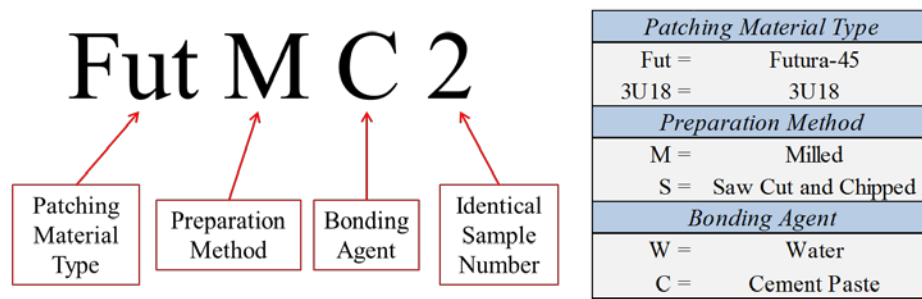 Fut M C 2
Patching
Material
Type
Preparation
Method
Bonding
Agent
Identical
Sample
Number
Patching Material Type
Fut = Futura-45
3U18 = 3U18
Preparation Method
M = Milled
S = Saw Cut and Chipped
Bonding Agent
W = Water
C = Cement Paste